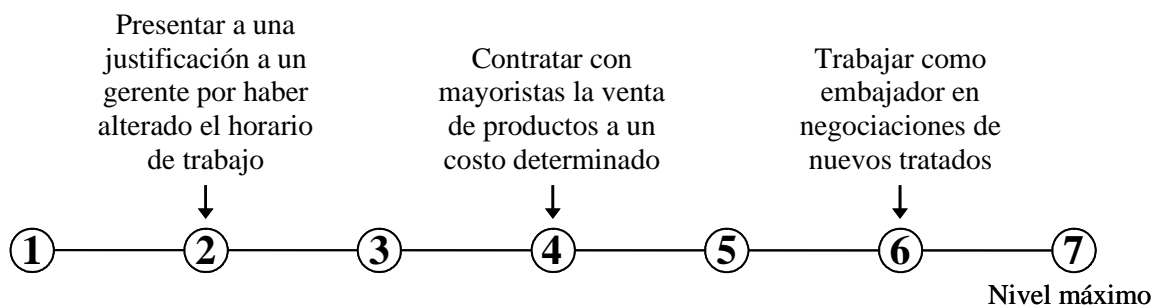 Presentar a una
justificación a un
gerente por haber
alterado el horario
de trabajo
Contratar con
mayoristas la venta
de productos a un
costo determinado
Trabajar como
embajador en
negociaciones de
nuevos tratados
1 2 3 4 5 6 7
Nivel máximo